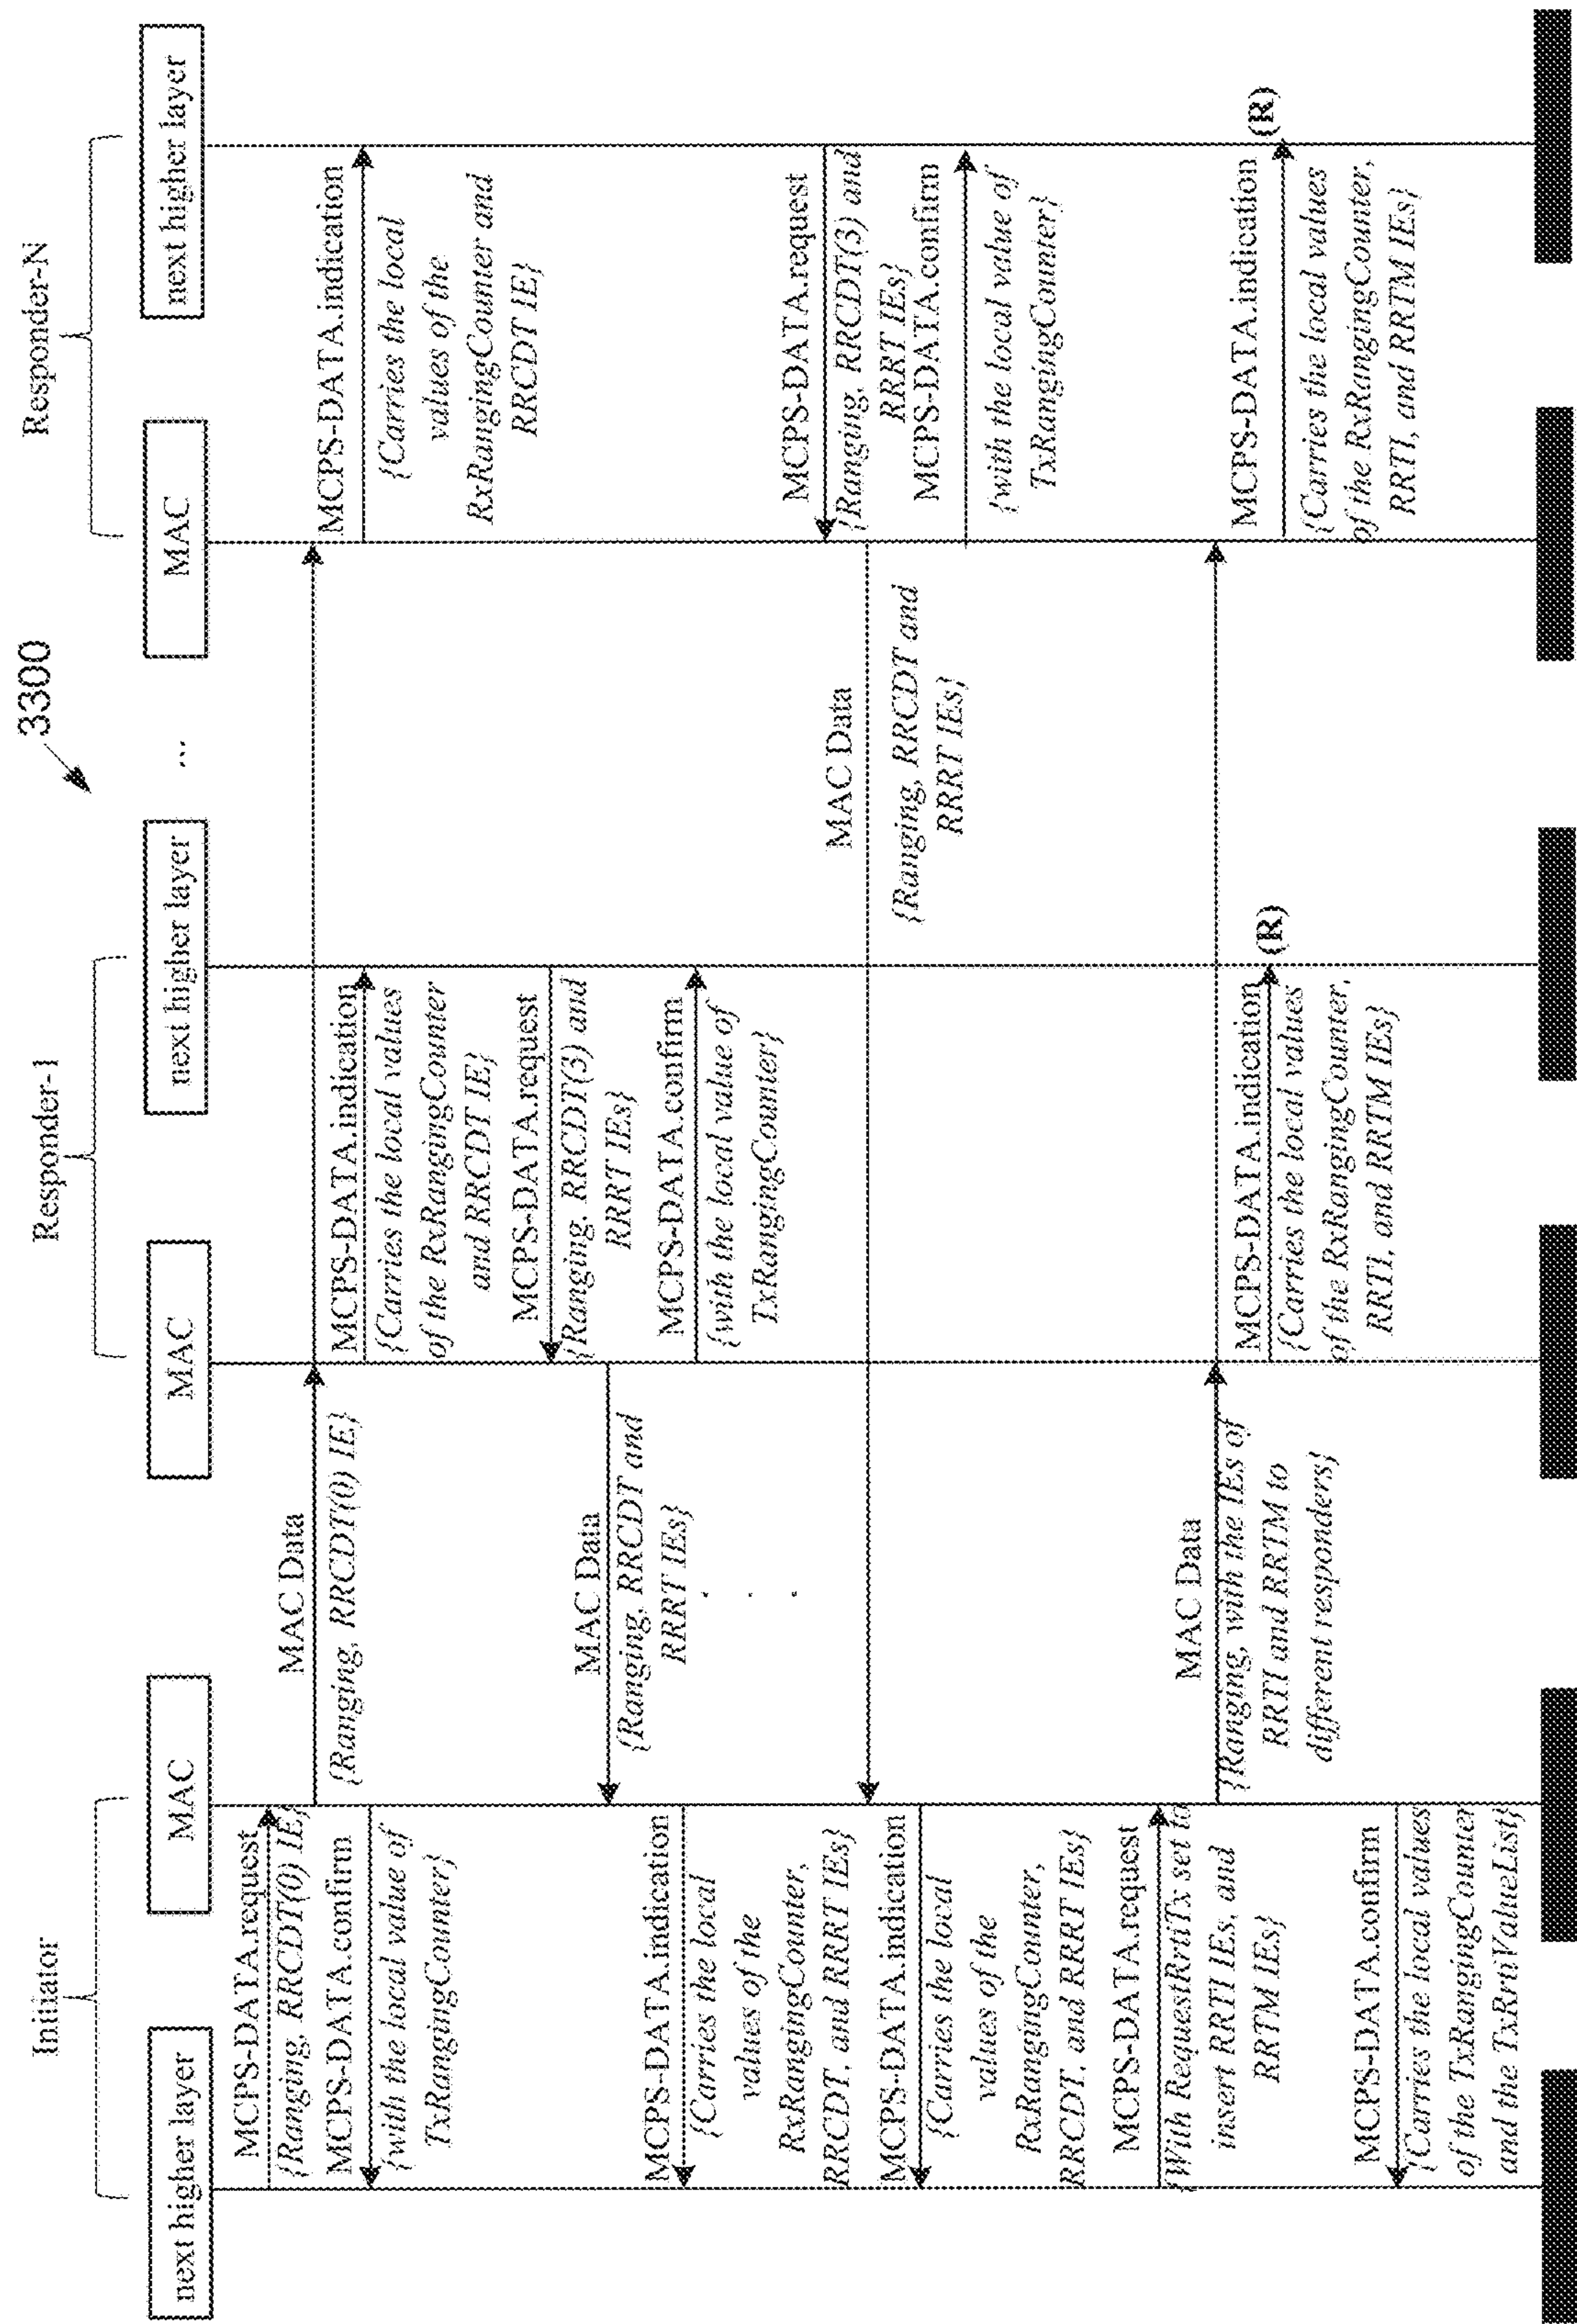 3300
Initiator
Responder-1
Responder-N
next higher layer
MAC
MAC
next higher layer
...
MAC
next higher layer
MCPS-DATA.request
{Ranging, RRCDT(0) IE}
MCPS-DATA.confirm
{with the local value of
TxRangingCounter}
MAC Data
{Ranging, RRCDT(0) IE}
MCPS-DATA.indication
{Carries the local values
of the RxRangingCounter
and RRCDT IE}
MCPS-DATA.request
{Ranging, RRCDT(3) and
RRRT IEs}
MCPS-DATA.confirm
{with the local value of
TxRangingCounter}
MCPS-DATA.indication
{Carries the local
values of the
RxRangingCounter and
RRCDT IE}
MAC Data
{Ranging, RRCDT and
RRRT IEs}
. . .
MCPS-DATA.indication
{Carries the local
values of the
RxRangingCounter,
RRCDT, and RRRT IEs}
MCPS-DATA.request
{Ranging, RRCDT(3) and
RRRT IEs}
MCPS-DATA.confirm
{with the local value of
TxRangingCounter}
MAC Data
{Ranging, RRCDT and
RRRT IEs}
MCPS-DATA.indication
{Carries the local
values of the
RxRangingCounter,
RRCDT, and RRRT IEs}
MCPS-DATA.request
{With RequestRrtiTx set to
insert RRTI IEs, and
RRTM IEs}
MAC Data
{Ranging, with the IEs of
RRTI and RRTM to
different responders}
MCPS-DATA.indication
(R)
{Carries the local values
of the RxRangingCounter,
RRTI, and RRTM IEs}
MCPS-DATA.indication
(R)
{Carries the local values
of the RxRangingCounter,
RRTI, and RRTM IEs}
MCPS-DATA.confirm
{Carries the local values
of the TxRangingCounter
and the TxRrtiValueList}